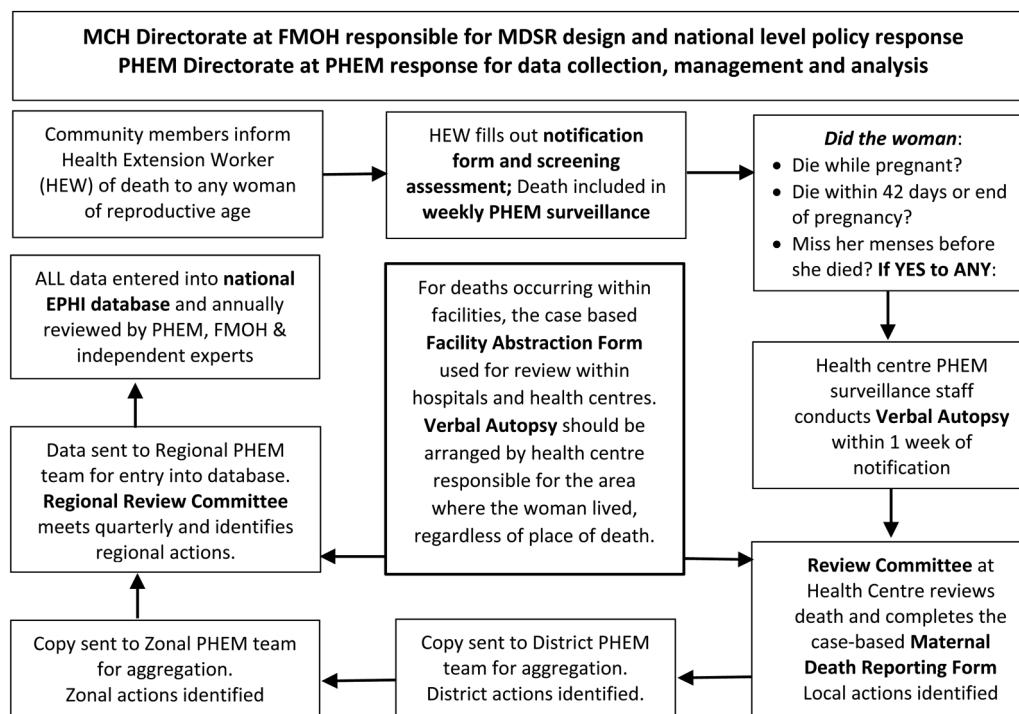 MCH Directorate at FMOH responsible for MDSR design and national level policy response
PHEM Directorate at PHEM response for data collection, management and analysis
Community members inform
Health Extension Worker
(HEW) of death to any woman
of reproductive age
HEW fills out notification
form and screening
assessment; Death included in
weekly PHEM surveillance
Did the woman:
• Die while pregnant?
• Die within 42 days or end
of pregnancy?
• Miss her menses before
she died? If YES to ANY:
Health centre PHEM
surveillance staff
conducts Verbal Autopsy
within 1 week of
notification
Review Committee at
Health Centre reviews
death and completes the
case-based Maternal
Death Reporting Form
Local actions identified
Copy sent to District PHEM
team for aggregation.
District actions identified.
Copy sent to Zonal PHEM team
for aggregation.
Zonal actions identified
Data sent to Regional PHEM
team for entry into database.
Regional Review Committee
meets quarterly and identifies
regional actions.
ALL data entered into national
EPHI database and annually
reviewed by PHEM, FMOH &
independent experts
For deaths occurring within
facilities, the case based
Facility Abstraction Form
used for review within
hospitals and health centres.
Verbal Autopsy should be
arranged by health centre
responsible for the area
where the woman lived,
regardless of place of death.